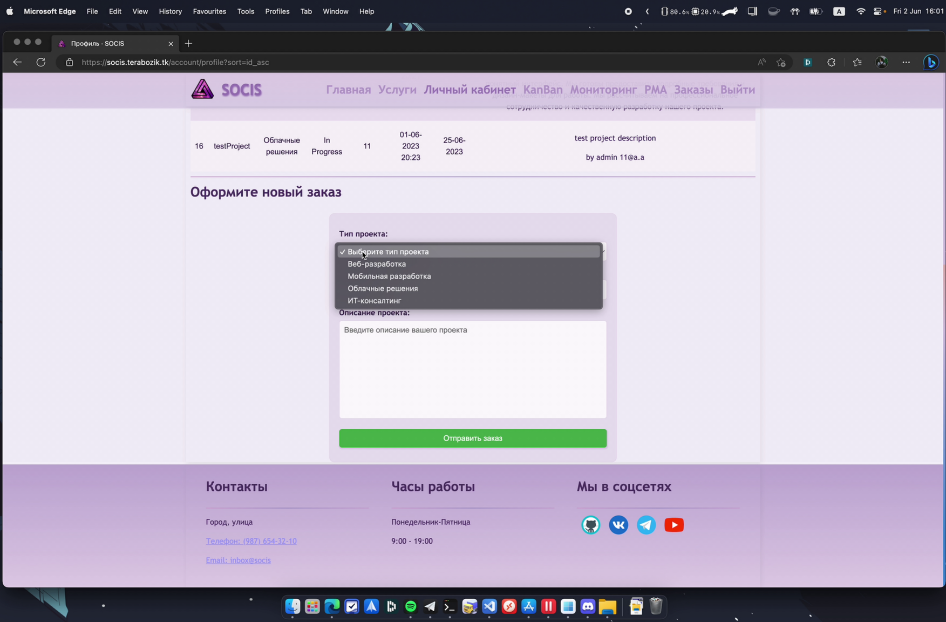 Microsoft Edge File Edit View History Favourites Tools Profiles Tab Window Help
80.6% 20.9% A Fri 2 Jun 16:01
Профиль - SOCIS
https://socis.terabozik.tk/account/profile?sort=id_asc
SOCIS
Главная Услуги Личный кабинет KanBan Мониторинг PMA Заказы Выйти
сотрудничество и качественную разработку нашего проекта.
16 testProject Облачные решения In Progress 11 01-06-2023 20:23 25-06-2023 test project description
by admin 11@a.a
Оформите новый заказ
Тип проекта:
✓ Выберите тип проекта
Веб-разработка
Мобильная разработка
Облачные решения
ИТ-консалтинг
Описание проекта:
Введите описание вашего проекта
Отправить заказ
Контакты
Город, улица
Телефон: (987) 654-32-10
Email: inbox@socis
Часы работы
Понедельник-Пятница
9:00 - 19:00
Мы в соцсетях